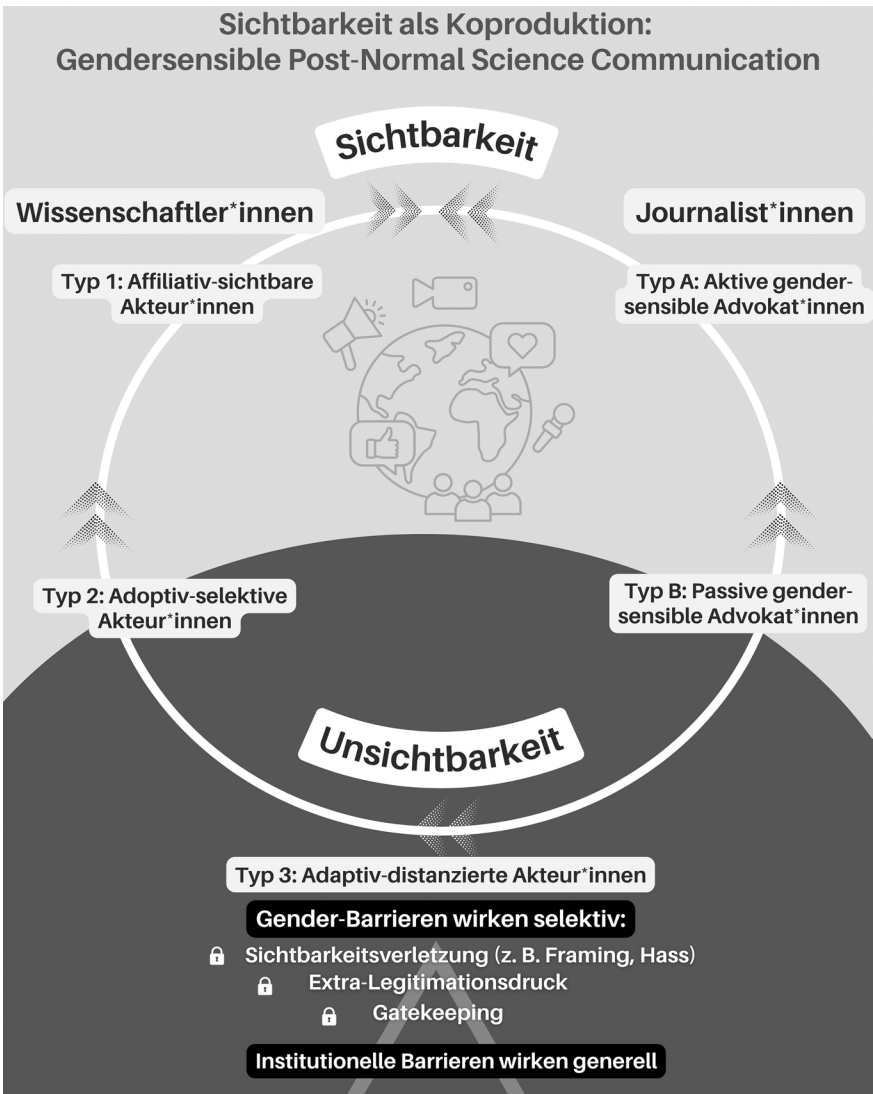 Sichtbarkeit als Koproduktion:
Gendersensible Post-Normal Science Communication
Sichtbarkeit
Wissenschaftler*innen
Journalist*innen
Typ 1: Affiliativ-sichtbare
Akteur*innen
Typ A: Aktive gender-
sensible Advokat*innen
Typ 2: Adoptiv-selektive
Akteur*innen
Typ B: Passive gender-
sensible Advokat*innen
Unsichtbarkeit
Typ 3: Adaptiv-distanzierte Akteur*innen
Gender-Barrieren wirken selektiv:
Sichtbarkeitsverletzung (z. B. Framing, Hass)
Extra-Legitimationsdruck
Gatekeeping
Institutionelle Barrieren wirken generell